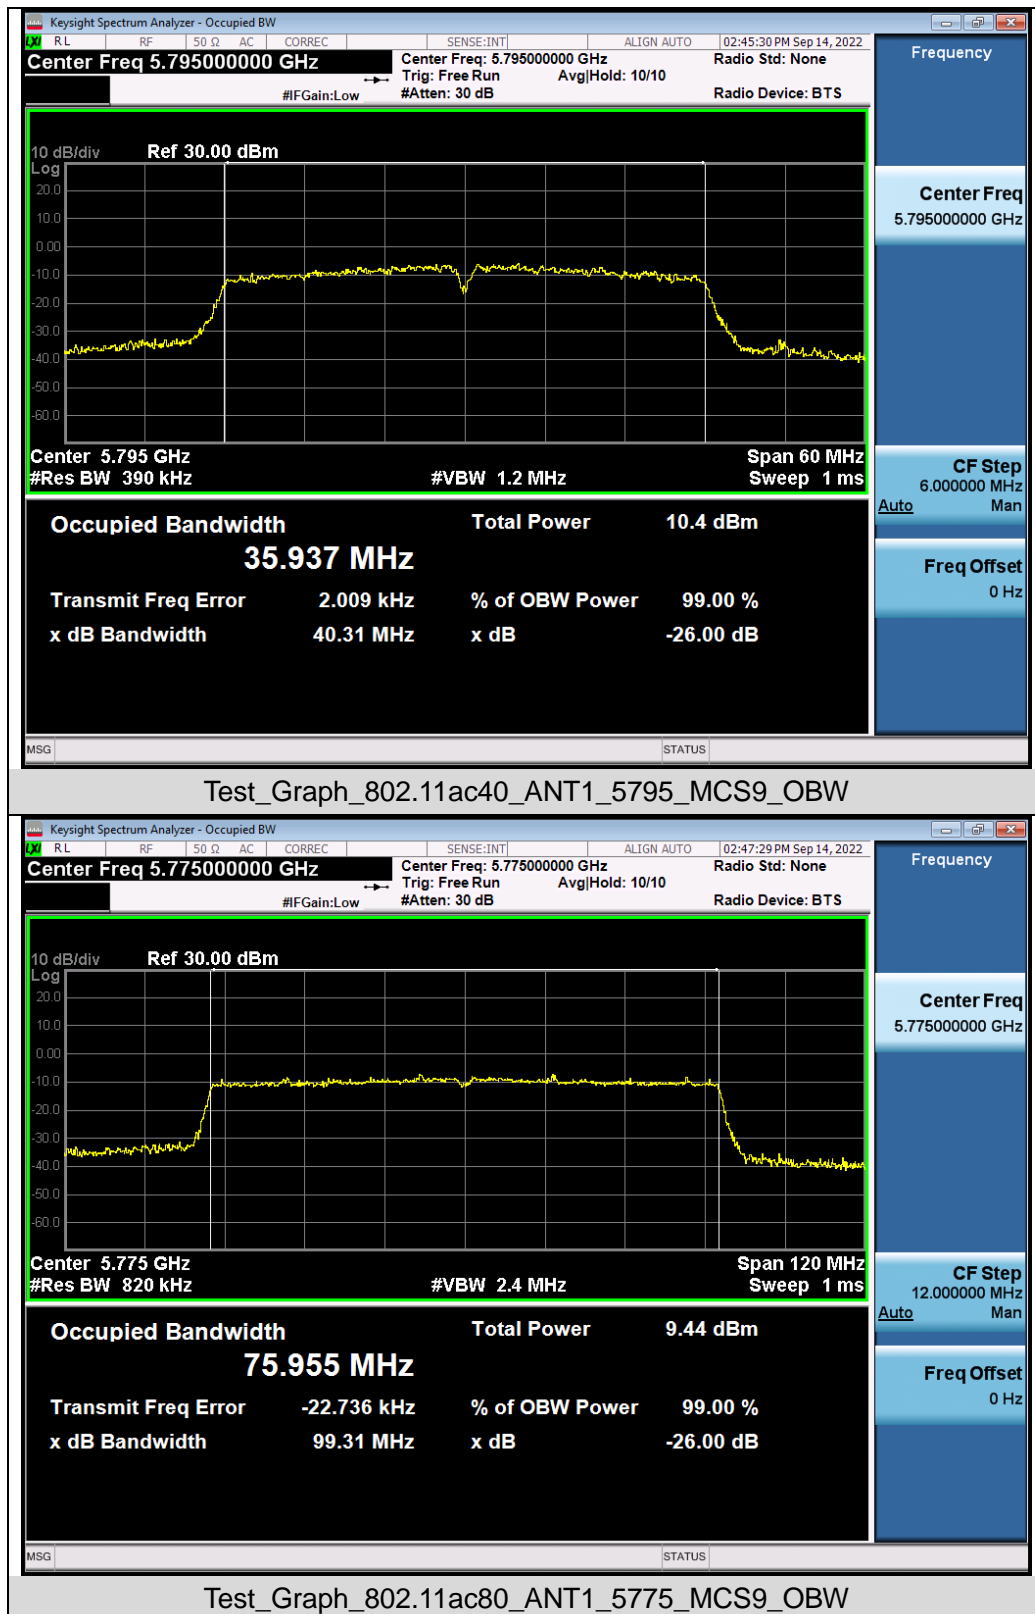 Keysight Spectrum Analyzer - Occupied BW
LXI RL RF 50 Ω AC CORREC SENSE:INT ALIGN AUTO 02:45:30 PM Sep 14, 2022
Center Freq 5.795000000 GHz Center Freq: 5.795000000 GHz Radio Std: None
Trig: Free Run Avg|Hold: 10/10
#IFGain:Low #Atten: 30 dB Radio Device: BTS
Frequency
10 dB/div Ref 30.00 dBm
Log
20.0
10.0
0.00
-10.0
-20.0
-30.0
-40.0
-50.0
-60.0
Center 5.795 GHz Span 60 MHz
#Res BW 390 kHz #VBW 1.2 MHz Sweep 1 ms
Center Freq
5.795000000 GHz
CF Step
6.000000 MHz
Auto Man
Freq Offset
0 Hz
Occupied Bandwidth Total Power 10.4 dBm
35.937 MHz
Transmit Freq Error 2.009 kHz % of OBW Power 99.00 %
x dB Bandwidth 40.31 MHz x dB -26.00 dB
MSG STATUS
Test_Graph_802.11ac40_ANT1_5795_MCS9_OBW
Keysight Spectrum Analyzer - Occupied BW
LXI RL RF 50 Ω AC CORREC SENSE:INT ALIGN AUTO 02:47:29 PM Sep 14, 2022
Center Freq 5.775000000 GHz Center Freq: 5.775000000 GHz Radio Std: None
Trig: Free Run Avg|Hold: 10/10
#IFGain:Low #Atten: 30 dB Radio Device: BTS
Frequency
10 dB/div Ref 30.00 dBm
Log
20.0
10.0
0.00
-10.0
-20.0
-30.0
-40.0
-50.0
-60.0
Center 5.775 GHz Span 120 MHz
#Res BW 820 kHz #VBW 2.4 MHz Sweep 1 ms
Center Freq
5.775000000 GHz
CF Step
12.000000 MHz
Auto Man
Freq Offset
0 Hz
Occupied Bandwidth Total Power 9.44 dBm
75.955 MHz
Transmit Freq Error -22.736 kHz % of OBW Power 99.00 %
x dB Bandwidth 99.31 MHz x dB -26.00 dB
MSG STATUS
Test_Graph_802.11ac80_ANT1_5775_MCS9_OBW